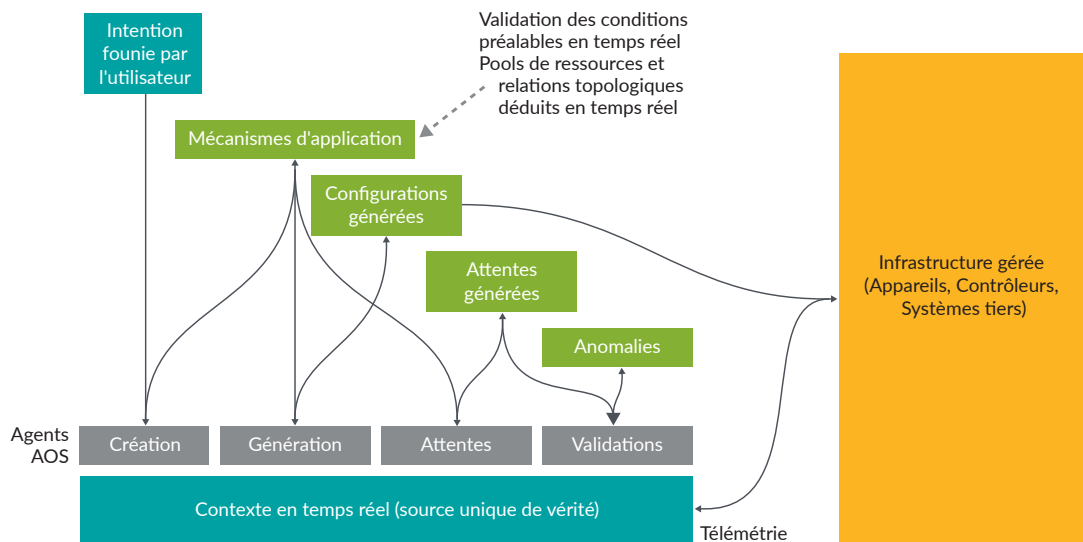 Intention
founie par
l'utilisateur
Validation des conditions
préalables en temps réel
Pools de ressources et
relations topologiques
déduits en temps réel
Mécanismes d'application
Configurations
générées
Attentes
générées
Anomalies
Infrastructure gérée
(Appareils, Contrôleurs,
Systèmes tiers)
Agents
AOS
Création
Génération
Attentes
Validations
Contexte en temps réel (source unique de vérité)
Télémétrie